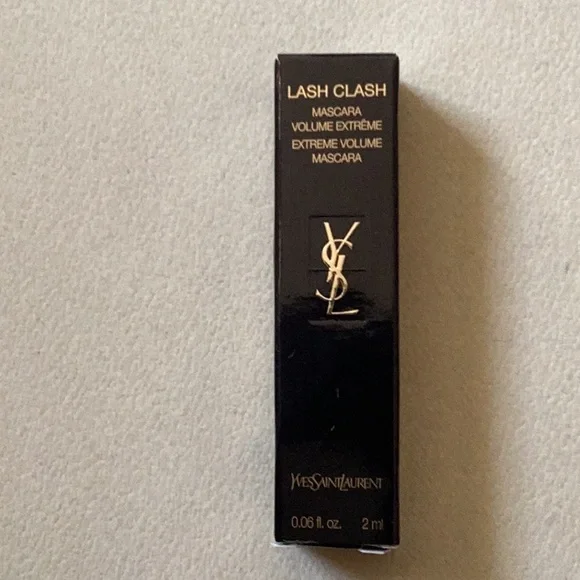 LASH CLASH
MASCARA
VOLUME EXTRÊME
EXTREME VOLUME
MASCARA
YSL
YVESSAINTLAURENT
0.06 fl. oz. 2 ml